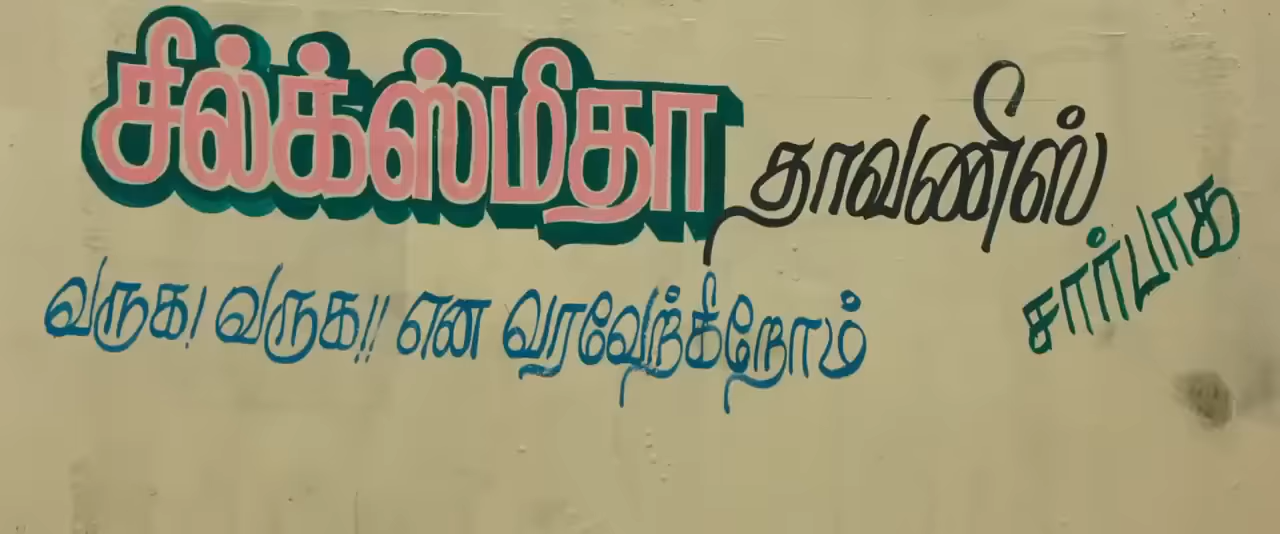 சில்க்ஸ்மிதா தாவணிஸ்
சார்பாக
வருக! வருக!! என வரவேற்கிறோம்